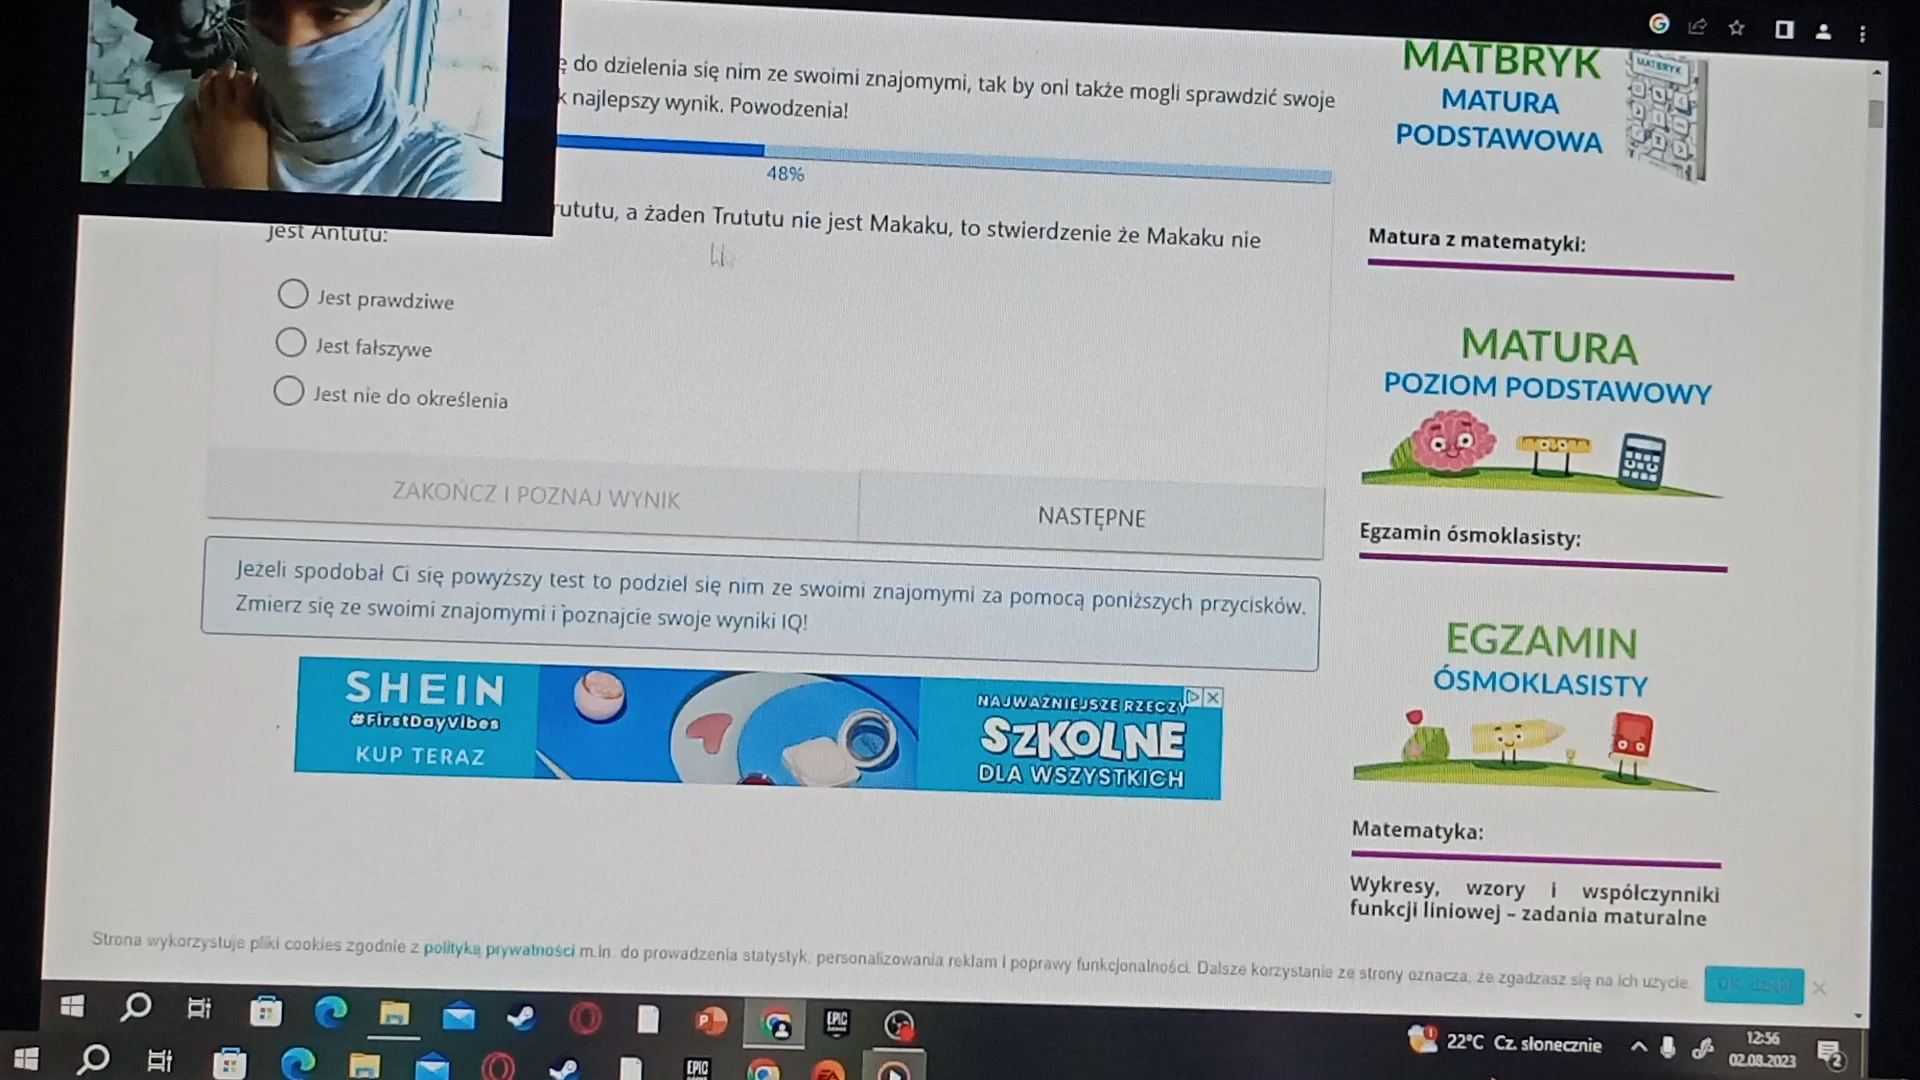 do dzielenia się nim ze swoimi znajomymi, tak by oni także mogli sprawdzić swoje
najlepszy wynik. Powodzenia!
48%
a żaden Trututu nie jest Makaku, to stwierdzenie że Makaku nie
jest Antutu:
Jest prawdziwe
Jest fałszywe
Jest nie do określenia
ZAKOŃCZ I POZNAJ WYNIK
NASTĘPNE
Jeżeli spodobał Ci się powyższy test to podziel się nim ze swoimi znajomymi za pomocą poniższych przycisków.
Zmierz się ze swoimi znajomymi i poznajcie swoje wyniki IQ!
SHEIN
#FirstDayVibes
KUP TERAZ
NAJWAŻNIEJSZE RZECZY
SZKOLNE
DLA WSZYSTKICH
MATBRYK
MATURA
PODSTAWOWA
MATBRYK
Matura z matematyki:
MATURA
POZIOM PODSTAWOWY
Egzamin ósmoklasisty:
EGZAMIN
ÓSMOKLASISTY
Matematyka:
Wykresy, wzory i współczynniki
funkcji liniowej – zadania maturalne
Strona wykorzystuje pliki cookies zgodnie z polityką prywatności m.in. do prowadzenia statystyk, personalizowania reklam i poprawy funkcjonalności. Dalsze korzystanie ze strony oznacza, że zgadzasz się na ich użycie.
EPIC
22°C Cz. słonecznie
12:56
02.08.2023
2
EPIC